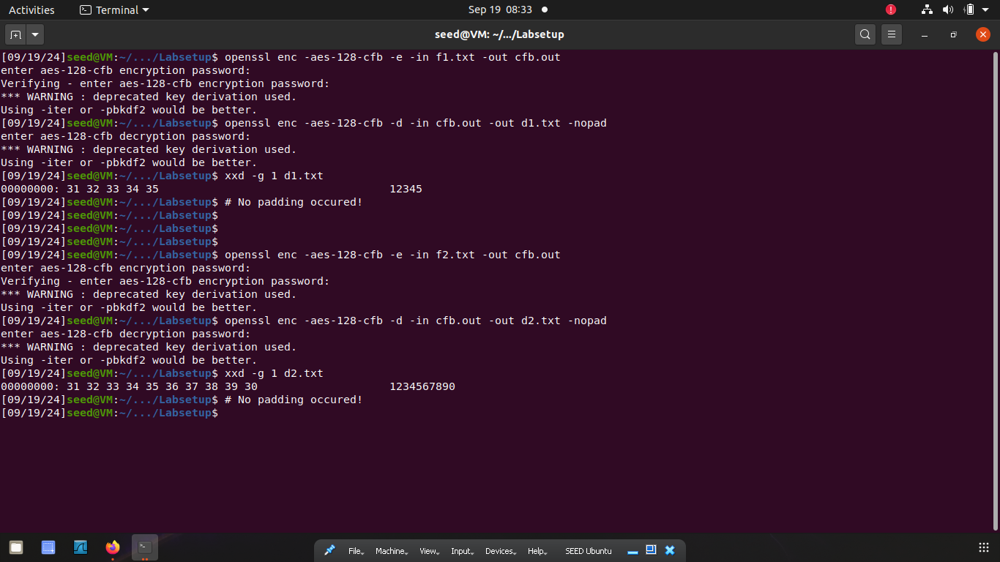 Activities
Terminal
Sep 19 08:33
seed@VM: ~/.../Labsetup
[09/19/24]seed@VM:~/.../Labsetup$ openssl enc -aes-128-cfb -e -in f1.txt -out cfb.out
enter aes-128-cfb encryption password:
Verifying - enter aes-128-cfb encryption password:
*** WARNING : deprecated key derivation used.
Using -iter or -pbkdf2 would be better.
[09/19/24]seed@VM:~/.../Labsetup$ openssl enc -aes-128-cfb -d -in cfb.out -out d1.txt -nopad
enter aes-128-cfb decryption password:
*** WARNING : deprecated key derivation used.
Using -iter or -pbkdf2 would be better.
[09/19/24]seed@VM:~/.../Labsetup$ xxd -g 1 d1.txt
00000000: 31 32 33 34 35                                   12345
[09/19/24]seed@VM:~/.../Labsetup$ # No padding occured!
[09/19/24]seed@VM:~/.../Labsetup$
[09/19/24]seed@VM:~/.../Labsetup$
[09/19/24]seed@VM:~/.../Labsetup$
[09/19/24]seed@VM:~/.../Labsetup$ openssl enc -aes-128-cfb -e -in f2.txt -out cfb.out
enter aes-128-cfb encryption password:
Verifying - enter aes-128-cfb encryption password:
*** WARNING : deprecated key derivation used.
Using -iter or -pbkdf2 would be better.
[09/19/24]seed@VM:~/.../Labsetup$ openssl enc -aes-128-cfb -d -in cfb.out -out d2.txt -nopad
enter aes-128-cfb decryption password:
*** WARNING : deprecated key derivation used.
Using -iter or -pbkdf2 would be better.
[09/19/24]seed@VM:~/.../Labsetup$ xxd -g 1 d2.txt
00000000: 31 32 33 34 35 36 37 38 39 30                    1234567890
[09/19/24]seed@VM:~/.../Labsetup$ # No padding occured!
[09/19/24]seed@VM:~/.../Labsetup$
File Machine View Input Devices Help SEED Ubuntu